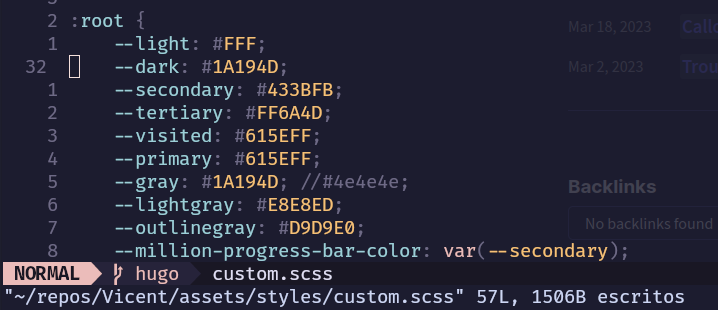 2 :root {
1 --light: #FFF;
32 --dark: #1A194D;
1 --secondary: #433BFB;
2 --tertiary: #FF6A4D;
3 --visited: #615EFF;
4 --primary: #615EFF;
5 --gray: #1A194D; //#4e4e4e;
6 --lightgray: #E8E8ED;
7 --outlinegray: #D9D9E0;
8 --million-progress-bar-color: var(--secondary);
NORMAL hugo custom.scss
"~/repos/Vicent/assets/styles/custom.scss" 57L, 1506B escritos
Mar 18, 2023
Mar 2, 2023
Backlinks
No backlinks found